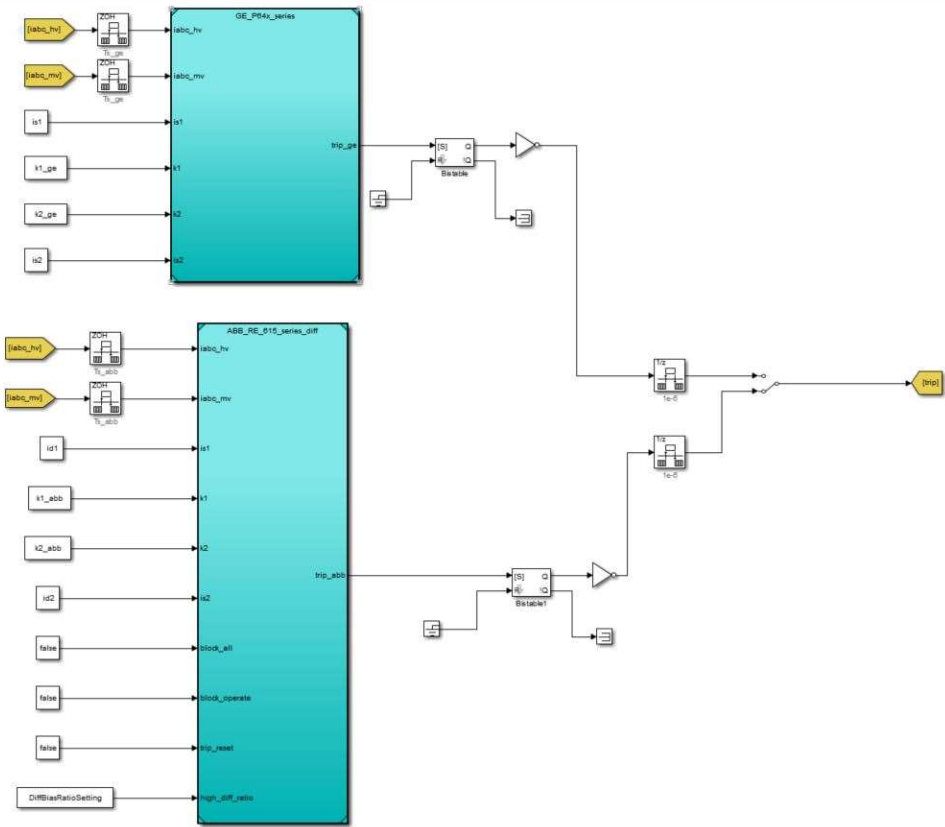 GE_P64x_series
[iabc_hv]
ZOH
Ts_ge
iabc_hv
[iabc_mv]
ZOH
Ts_ge
iabc_mv
is1
is1
k1_ge
k1
k2_ge
k2
is2
is2
trip_ge
[S] Q
R !Q
Bistable
ABB_RE_615_series_diff
[iabc_hv]
ZOH
Ts_abb
iabc_hv
[iabc_mv]
ZOH
Ts_abb
iabc_mv
id1
is1
k1_abb
k1
k2_abb
k2
id2
is2
false
block_all
false
block_operate
false
trip_reset
DiffBiasRatioSetting
high_diff_ratio
trip_abb
[S] Q
R !Q
Bistable1
1/z
1e-6
1/z
1e-6
[trip]